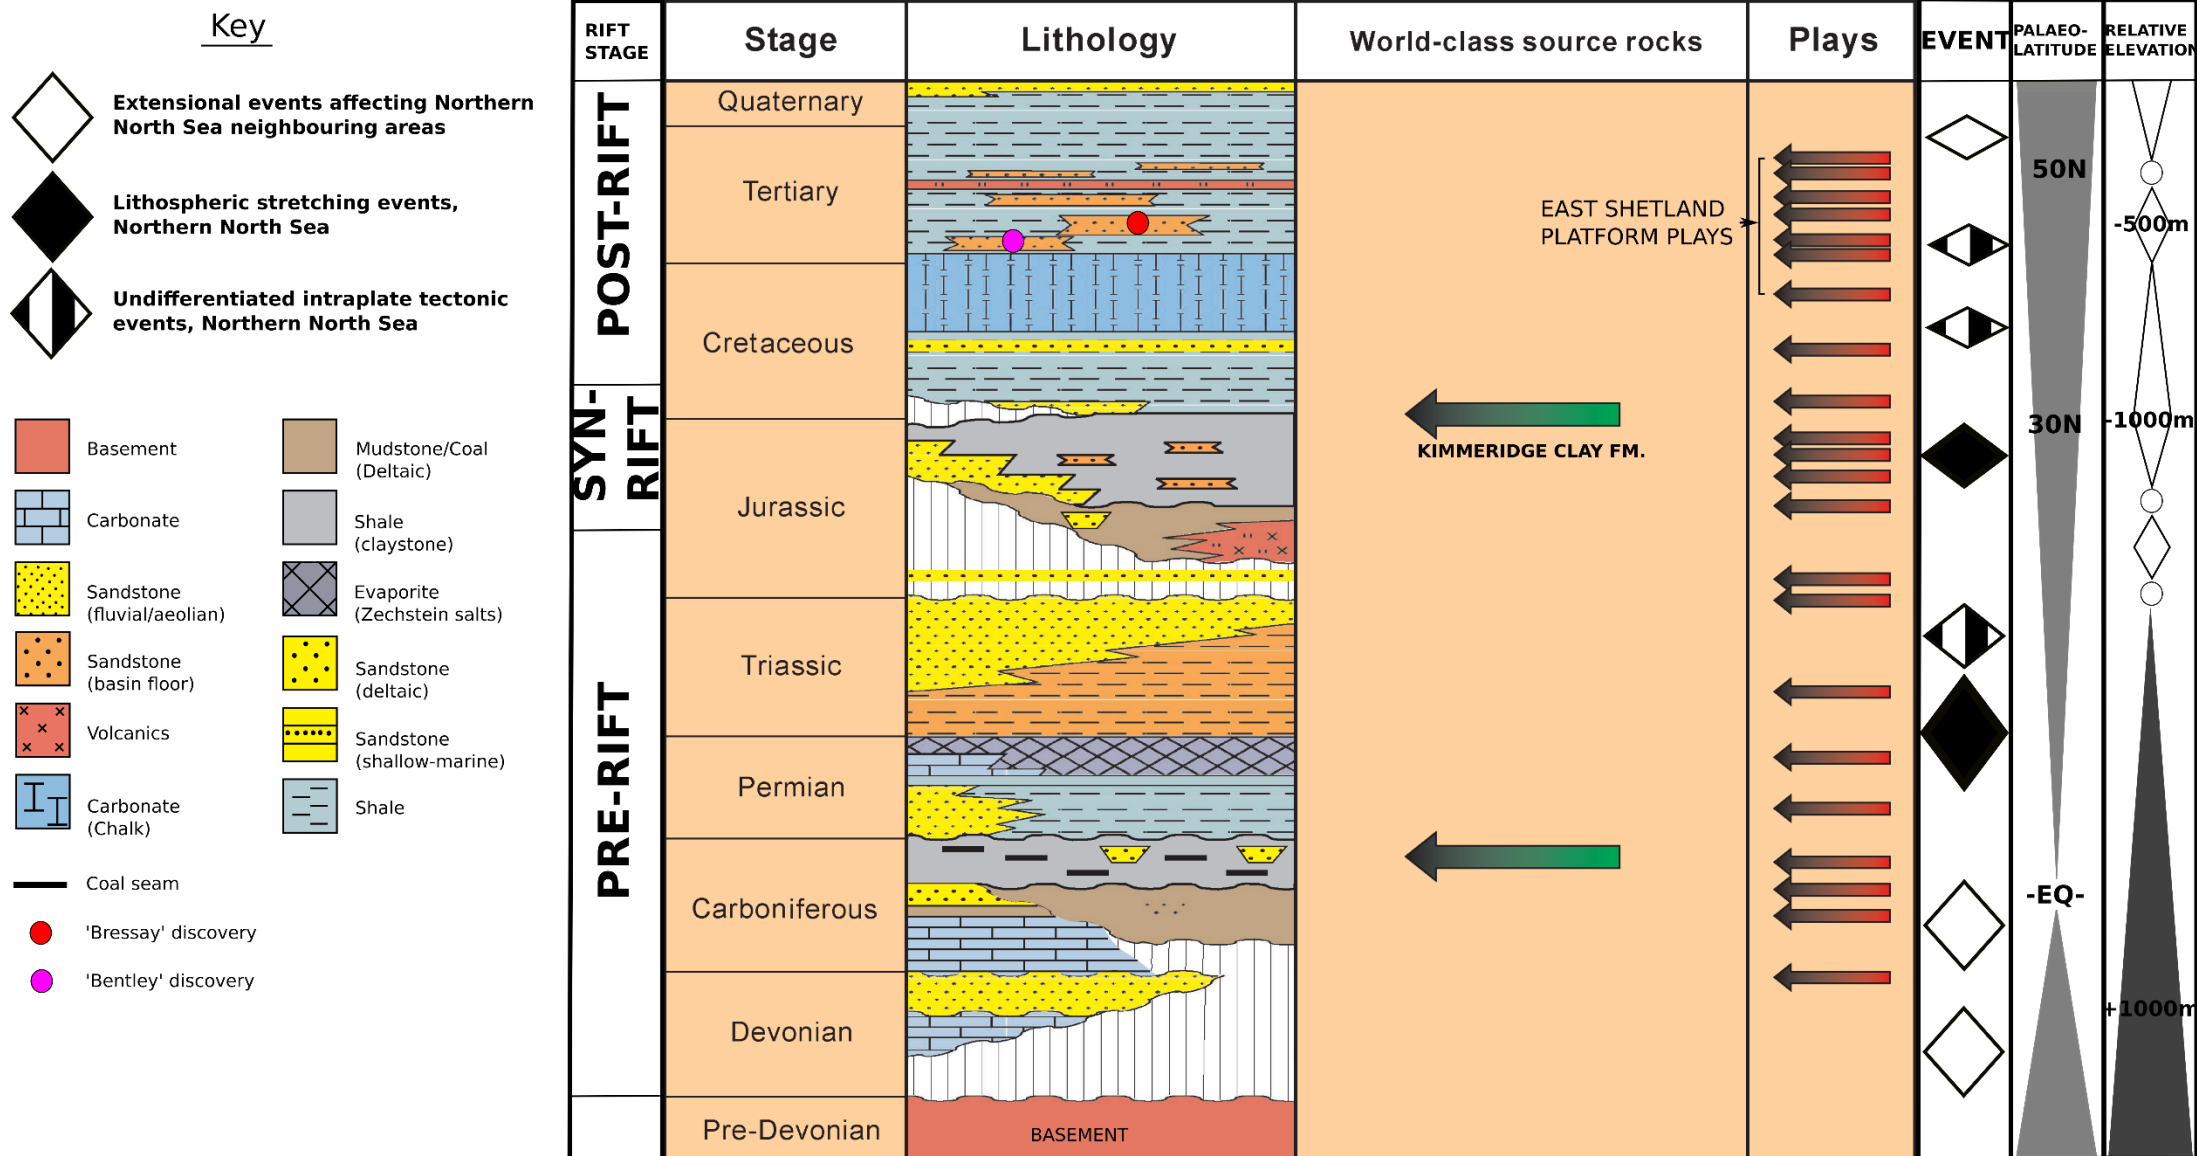 Key
Extensional events affecting Northern
North Sea neighbouring areas
Lithospheric stretching events,
Northern North Sea
Undifferentiated intraplate tectonic
events, Northern North Sea
Basement
Carbonate
Sandstone
(fluvial/aeolian)
Sandstone
(basin floor)
Volcanics
Carbonate
(Chalk)
Mudstone/Coal
(Deltaic)
Shale
(claystone)
Evaporite
(Zechstein salts)
Sandstone
(deltaic)
Sandstone
(shallow-marine)
Shale
Coal seam
'Bressay' discovery
'Bentley' discovery
RIFT
STAGE
POST-RIFT
SYN-
RIFT
PRE-RIFT
Stage
Quaternary
Tertiary
Cretaceous
Jurassic
Triassic
Permian
Carboniferous
Devonian
Pre-Devonian
Lithology
BASEMENT
World-class source rocks
KIMMERIDGE CLAY FM.
Plays
EAST SHETLAND
PLATFORM PLAYS
EVENT
PALAEO-
LATITUDE
50N
30N
-EQ-
RELATIVE
ELEVATION
-500m
-1000m
+1000m